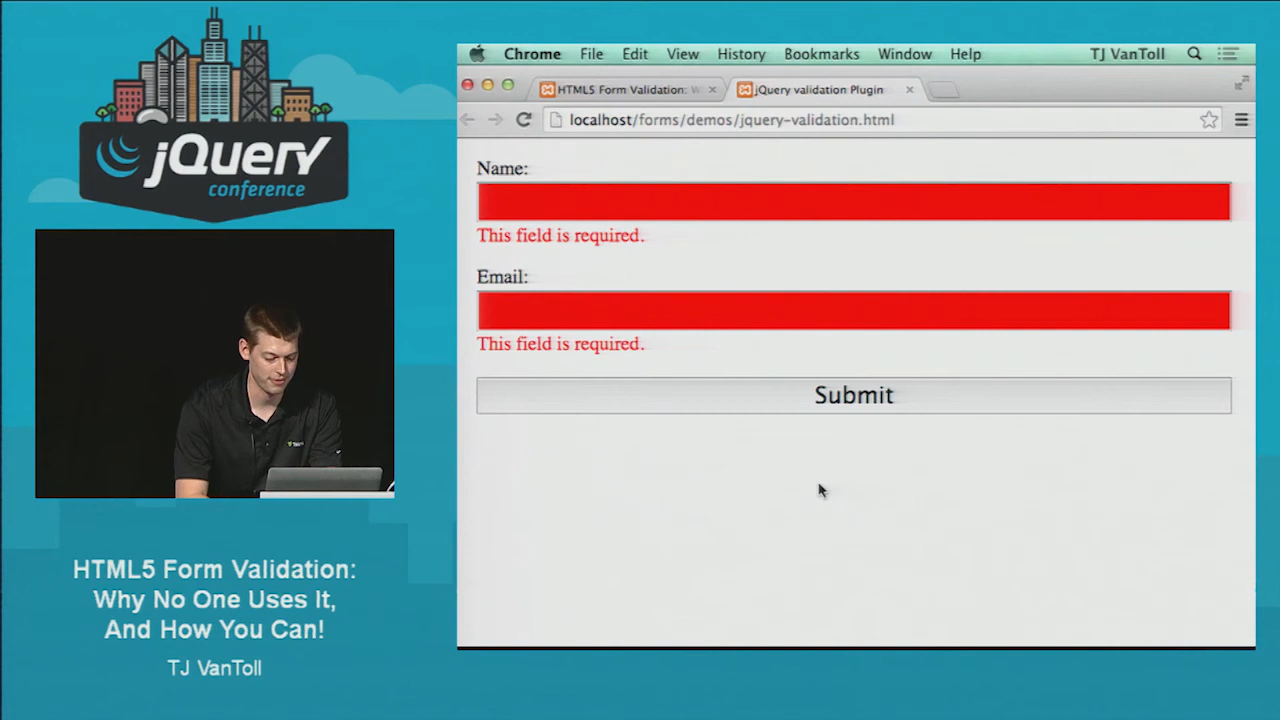 jQuery
conference
HTML5 Form Validation:
Why No One Uses It,
And How You Can!
TJ VanToll
Chrome File Edit View History Bookmarks Window Help TJ VanToll
HTML5 Form Validation: W jQuery validation Plugin
localhost/forms/demos/jquery-validation.html
Name:
This field is required.
Email:
This field is required.
Submit